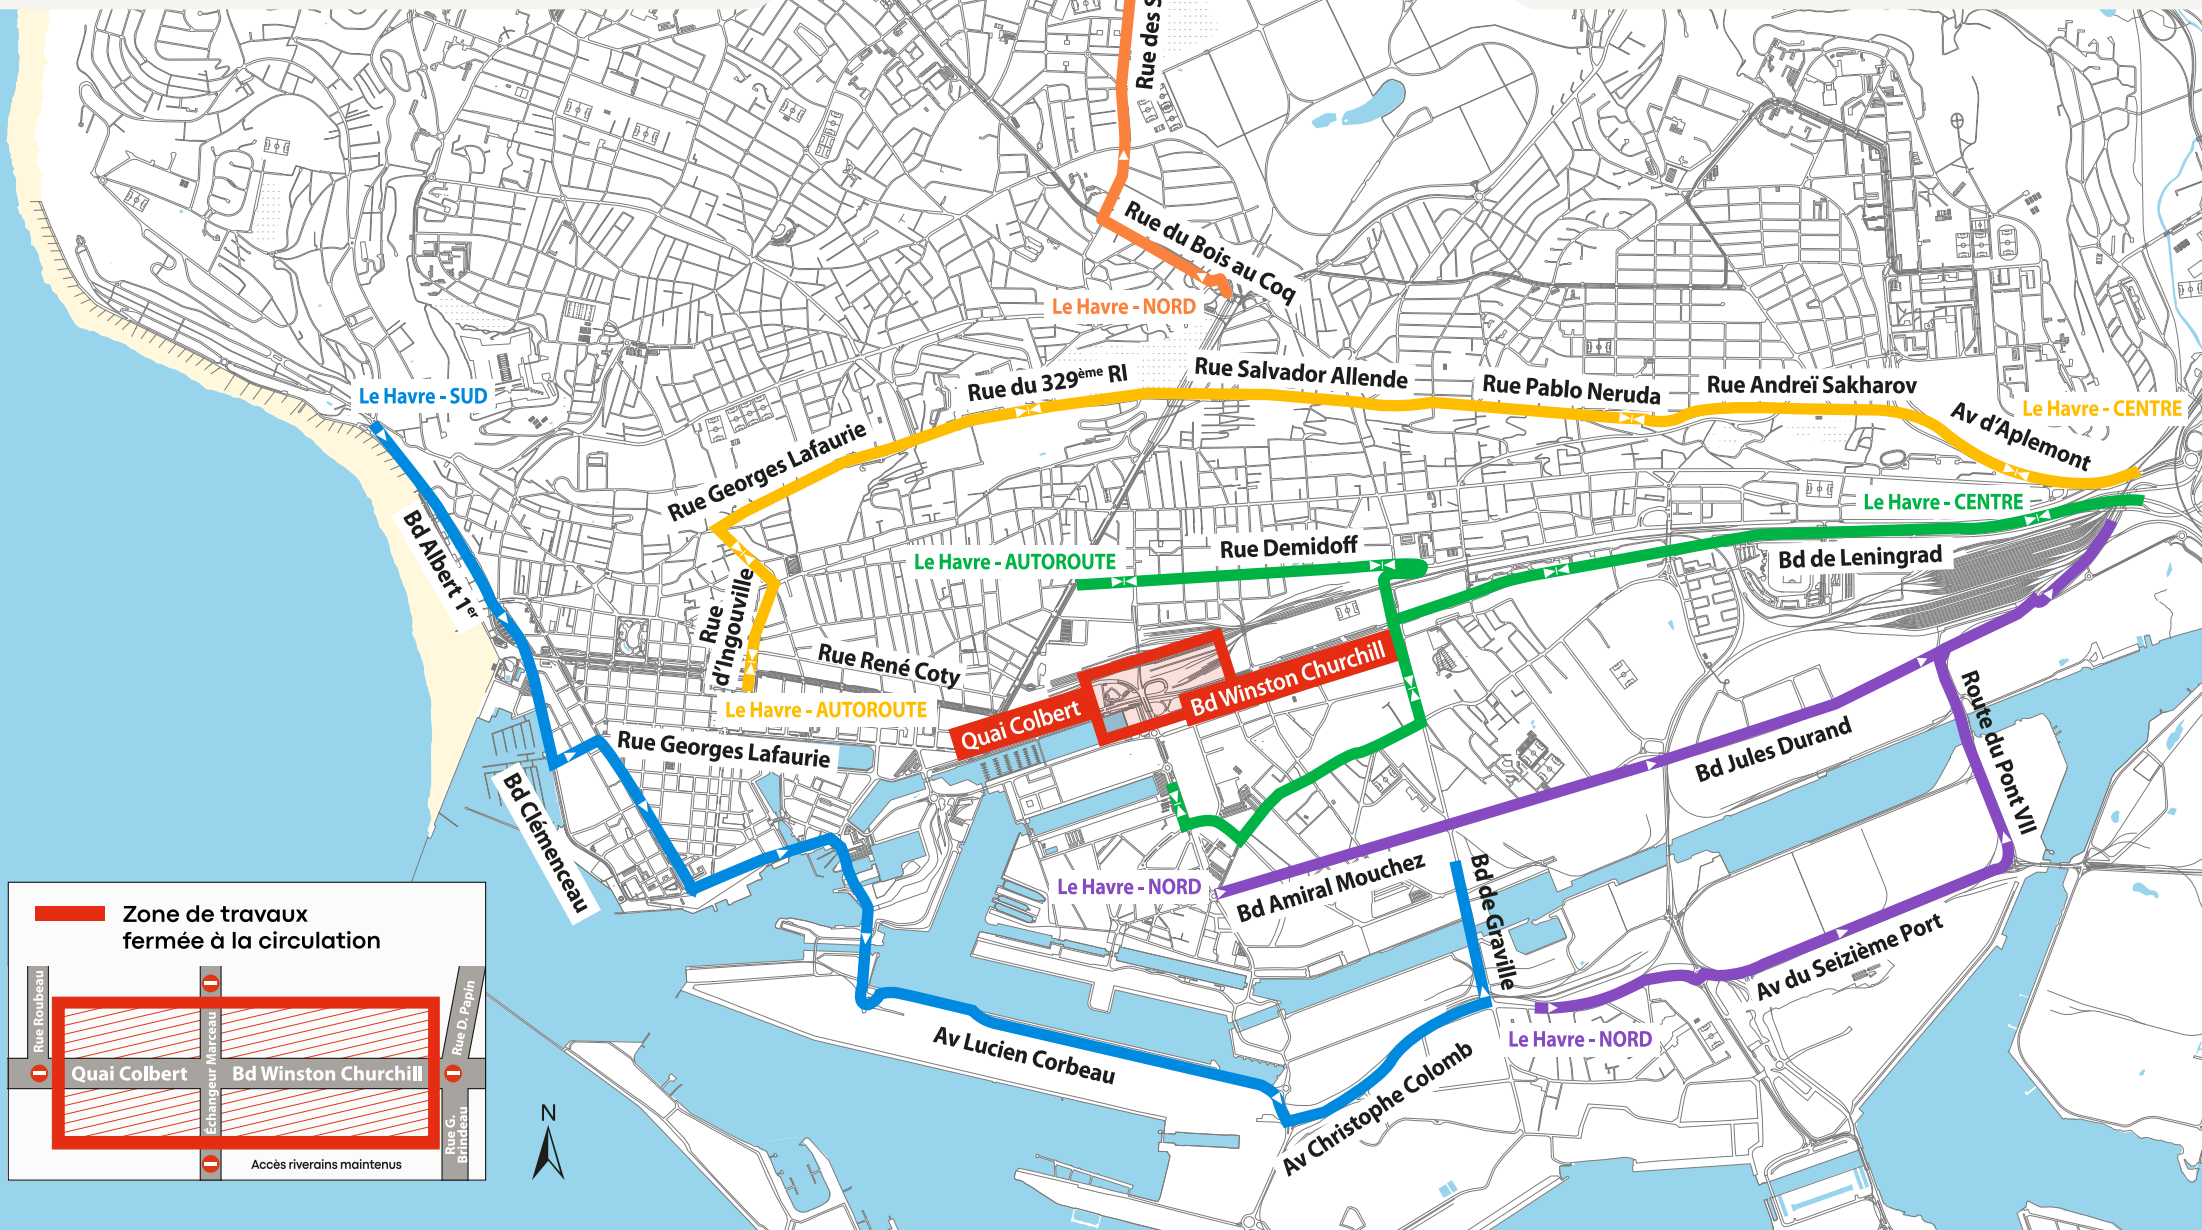 Rue des S
Rue du Bois au Coq
Le Havre - NORD
Rue du 329ème RI
Rue Salvador Allende
Rue Pablo Neruda
Rue Andreï Sakharov
Le Havre - CENTRE
Av d'Aplemont
Le Havre - SUD
Rue Georges Lafaurie
Le Havre - CENTRE
Bd Albert 1er
Le Havre - AUTOROUTE
Rue Demidoff
Bd de Leningrad
Rue
d'Ingouville
Rue René Coty
Bd Winston Churchill
Quai Colbert
Le Havre - AUTOROUTE
Rue Georges Lafaurie
Bd Jules Durand
Route du Pont VII
Bd Clémenceau
Le Havre - NORD
Bd Amiral Mouchez
Bd de Graville
Av du Seizième Port
Le Havre - NORD
Av Lucien Corbeau
Av Christophe Colomb
Zone de travaux
fermée à la circulation
Rue Roubeau
Échangeur Marceau
Rue D. Papin
Quai Colbert
Bd Winston Churchill
Rue G.
Brindeau
Accès riverains maintenus
N